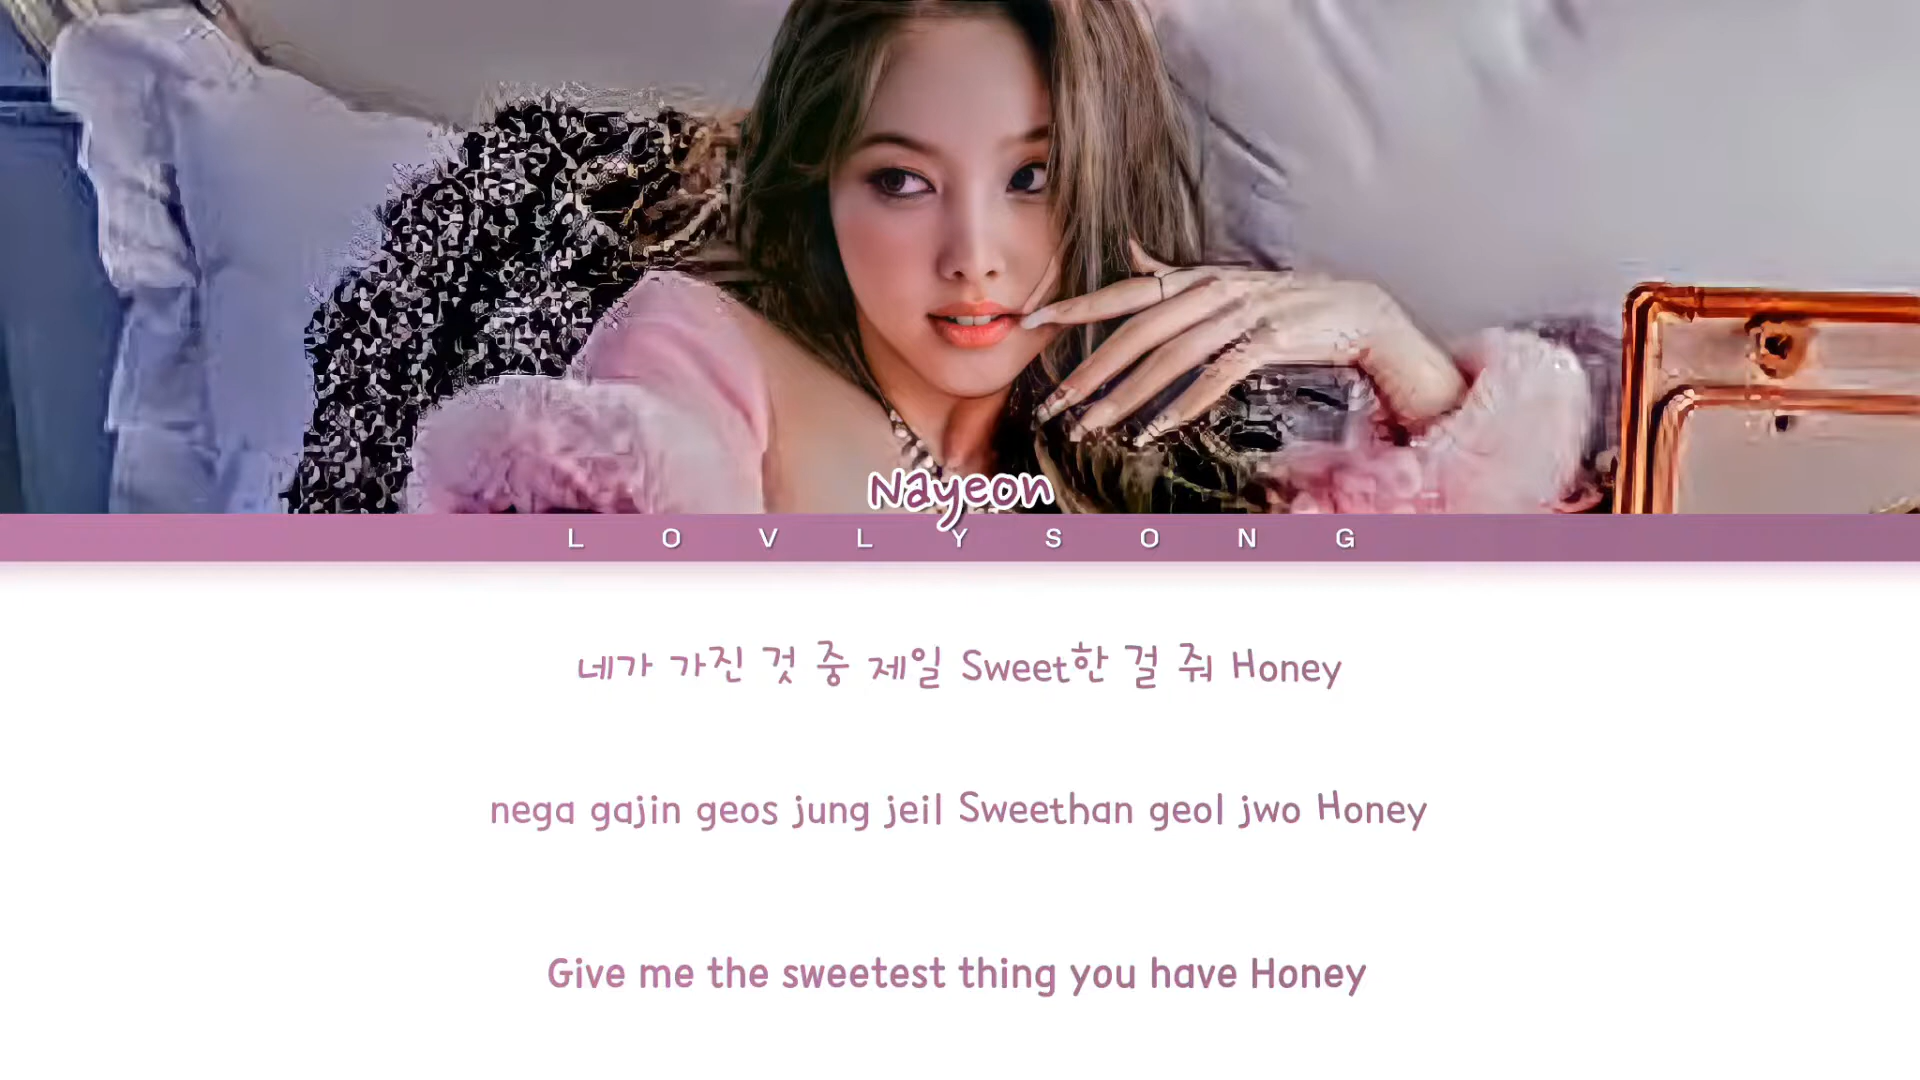 Nayeon
LOVLYSONG
네가 가진 것 중 제일 Sweet한 걸 줘 Honey
nega gajin geos jung jeil Sweethan geol jwo Honey
Give me the sweetest thing you have Honey